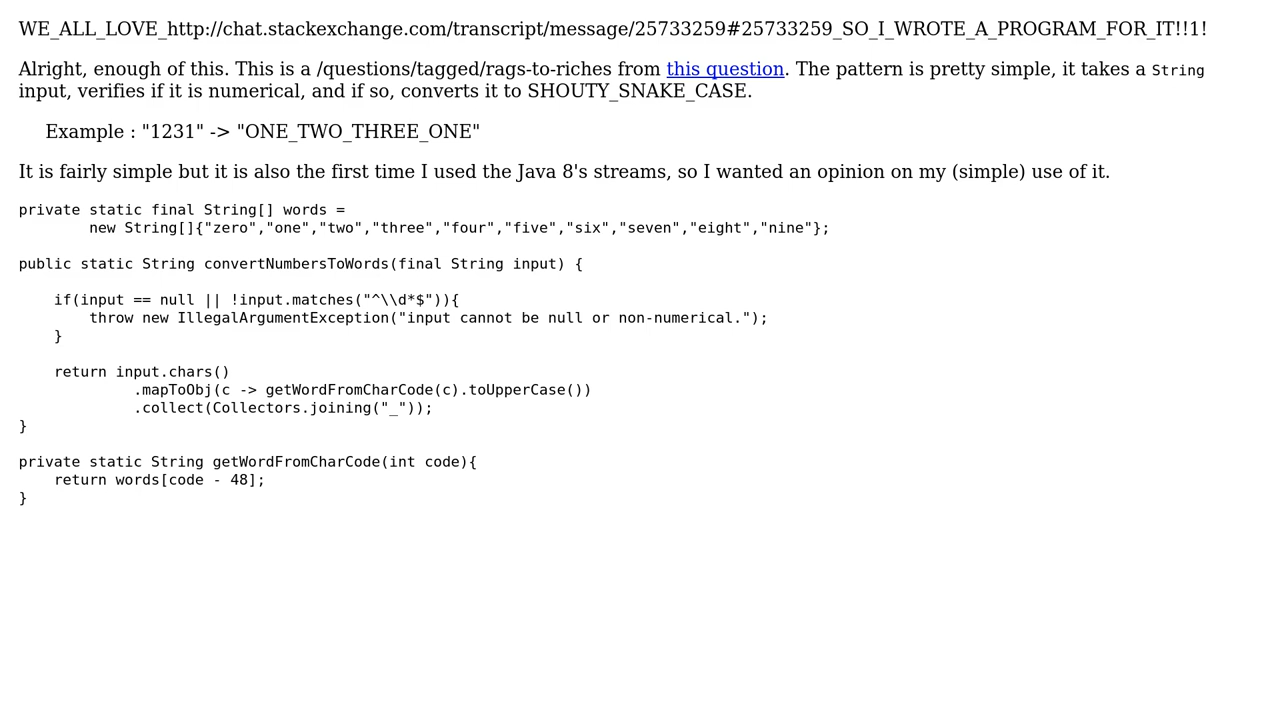 WE_ALL_LOVE_http://chat.stackexchange.com/transcript/message/25733259#25733259_SO_I_WROTE_A_PROGRAM_FOR_IT!!1!
Alright, enough of this. This is a /questions/tagged/rags-to-riches from this question. The pattern is pretty simple, it takes a String
input, verifies if it is numerical, and if so, converts it to SHOUTY_SNAKE_CASE.
Example : "1231" -> "ONE_TWO_THREE_ONE"
It is fairly simple but it is also the first time I used the Java 8's streams, so I wanted an opinion on my (simple) use of it.
private static final String[] words =
        new String[]{"zero","one","two","three","four","five","six","seven","eight","nine"};
public static String convertNumbersToWords(final String input) {
    if(input == null || !input.matches("^\\d*$")){
        throw new IllegalArgumentException("input cannot be null or non-numerical.");
    }
    return input.chars()
             .mapToObj(c -> getWordFromCharCode(c).toUpperCase())
             .collect(Collectors.joining("_"));
}
private static String getWordFromCharCode(int code){
    return words[code - 48];
}